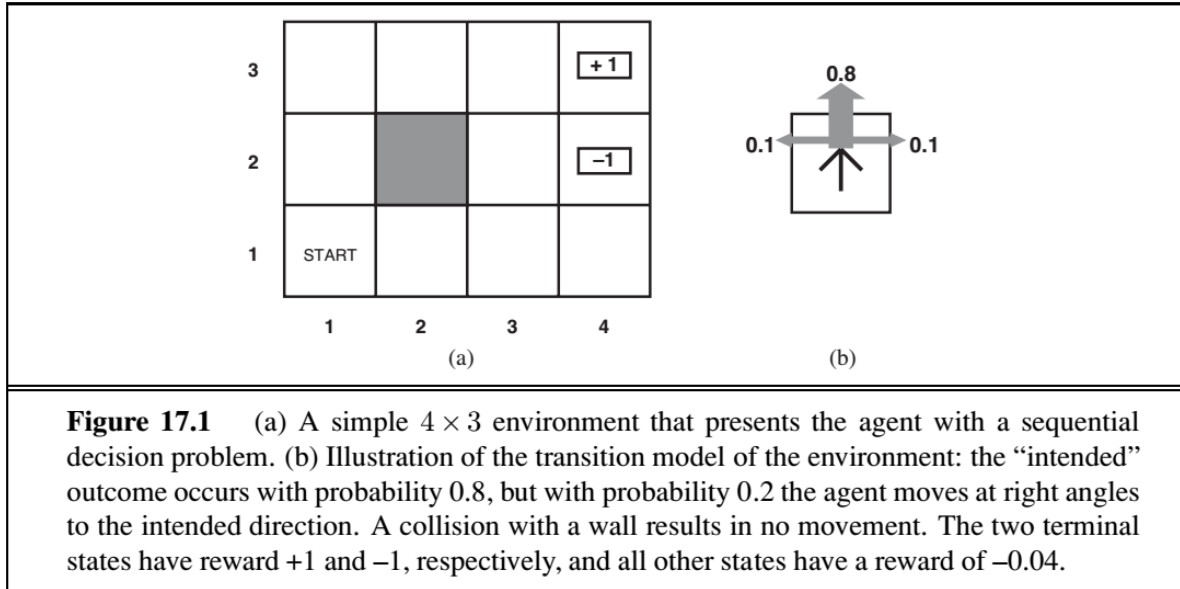 3
+ 1
0.8
2
–1
0.1
0.1
1
START
1 2 3 4
(a) (b)
Figure 17.1 (a) A simple 4 × 3 environment that presents the agent with a sequential
decision problem. (b) Illustration of the transition model of the environment: the “intended”
outcome occurs with probability 0.8, but with probability 0.2 the agent moves at right angles
to the intended direction. A collision with a wall results in no movement. The two terminal
states have reward +1 and –1, respectively, and all other states have a reward of –0.04.